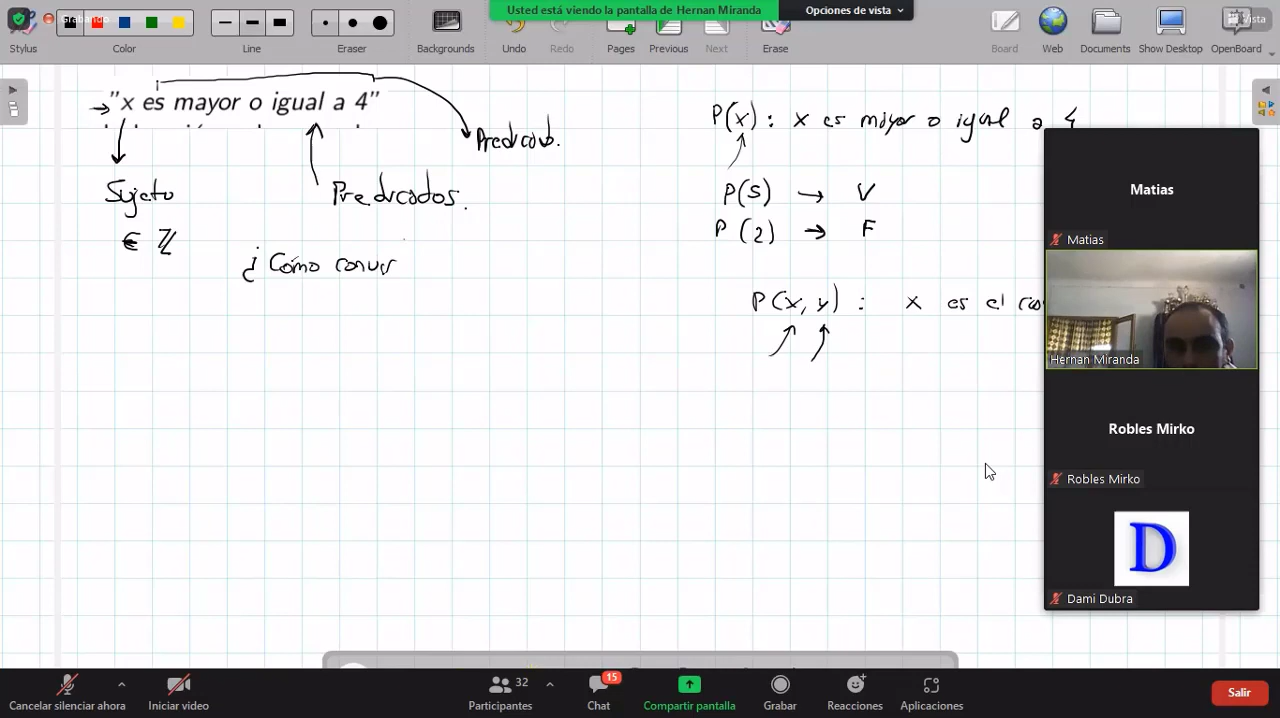 Grabando
Usted está viendo la pantalla de Hernan Miranda
Opciones de vista
Vista
Stylus
Color
Line
Eraser
Backgrounds
Undo
Redo
Pages
Previous
Next
Erase
Board
Web
Documents
Show Desktop
OpenBoard
"x es mayor o igual a 4"
Sujeto
∈ ℤ
Predicados.
¿Cómo conver
P(x) : x es mayor o igual a 4
P(5) → V
P(2) → F
P(x, y) : x es el
Matias
Matias
Hernan Miranda
Robles Mirko
Robles Mirko
D
Dami Dubra
Cancelar silenciar ahora
Iniciar video
32
Participantes
15
Chat
Compartir pantalla
Grabar
Reacciones
Aplicaciones
Salir